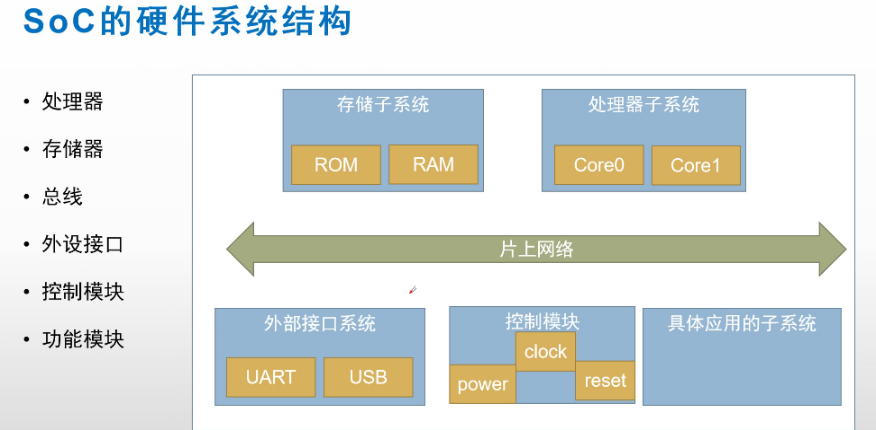 SoC的硬件系统结构
• 处理器
• 存储器
• 总线
• 外设接口
• 控制模块
• 功能模块
存储子系统
ROM
RAM
处理器子系统
Core0
Core1
片上网络
外部接口系统
UART
USB
控制模块
clock
power
reset
具体应用的子系统